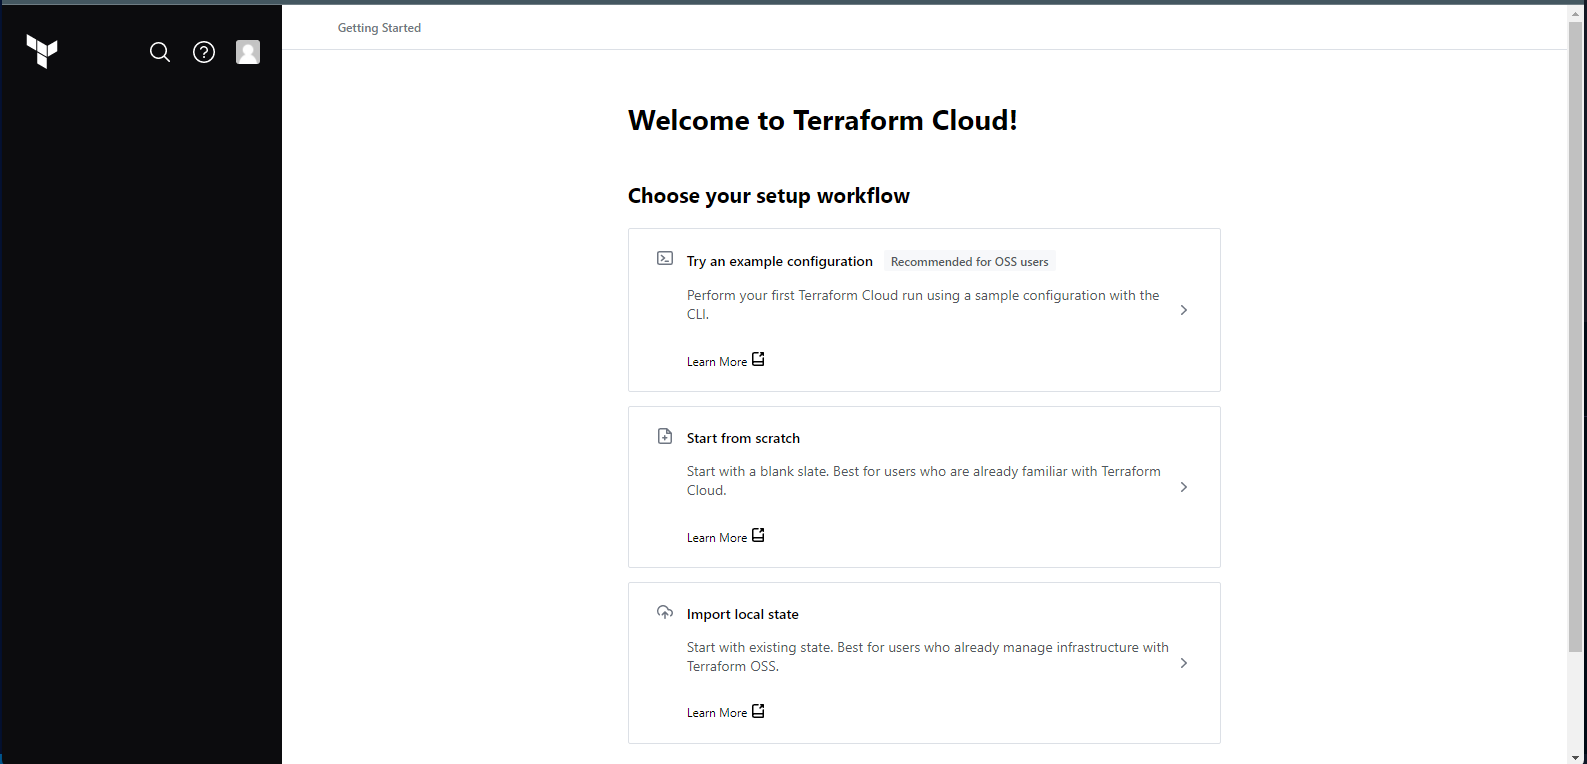 Getting Started
Welcome to Terraform Cloud!
Choose your setup workflow
Try an example configuration Recommended for OSS users
Perform your first Terraform Cloud run using a sample configuration with the
CLI.
Learn More
Start from scratch
Start with a blank slate. Best for users who are already familiar with Terraform
Cloud.
Learn More
Import local state
Start with existing state. Best for users who already manage infrastructure with
Terraform OSS.
Learn More